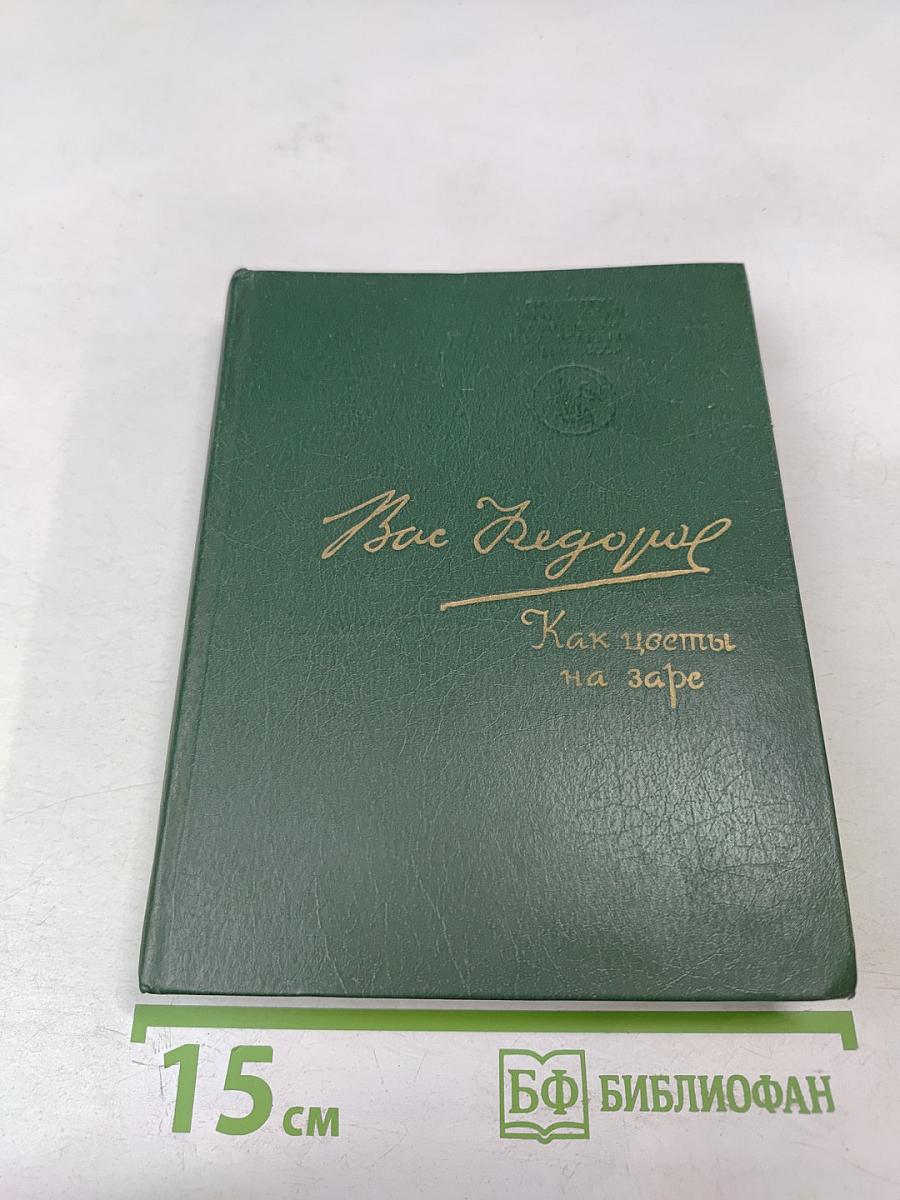 Вас Федоров
Как цветы
на заре
15 см
БФ БИБЛИОФАН